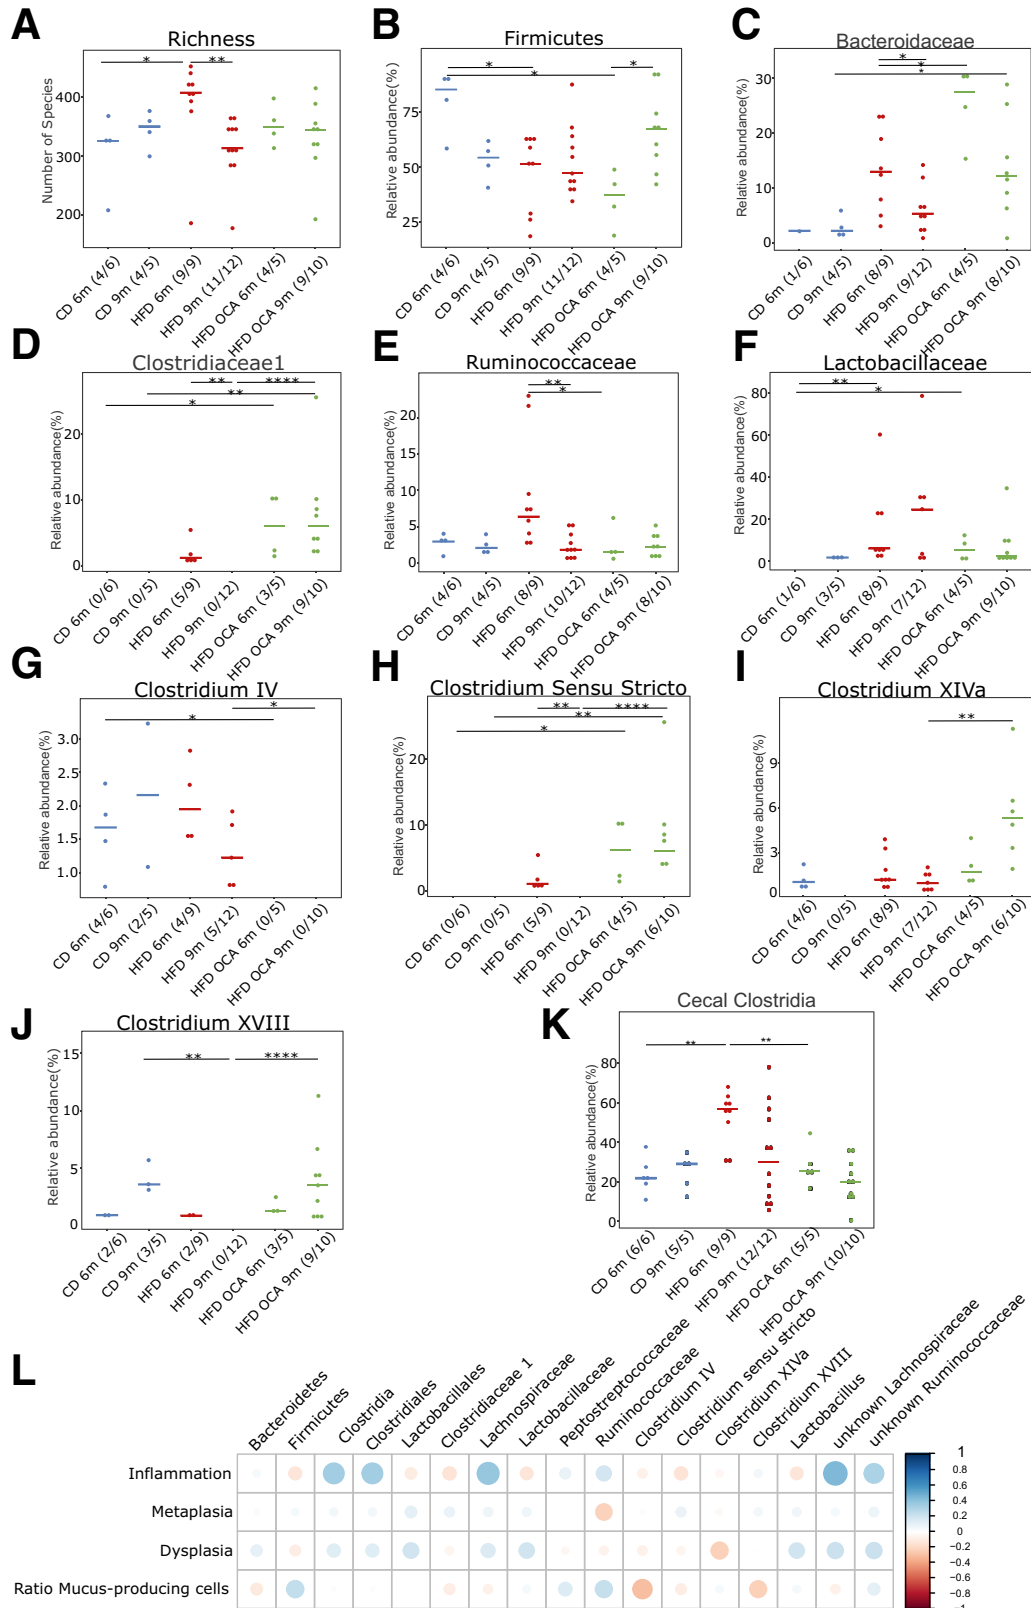 A
Richness
Number of Species
400
300
200
*
**
CD 6m (4/6)
CD 9m (4/5)
HFD 6m (9/9)
HFD 9m (11/12)
HFD OCA 6m (4/5)
HFD OCA 9m (9/10)
B
Firmicutes
Relative abundance(%)
75
50
25
*
*
*
CD 6m (4/6)
CD 9m (4/5)
HFD 6m (9/9)
HFD 9m (11/12)
HFD OCA 6m (4/5)
HFD OCA 9m (9/10)
C
Bacteroidaceae
Relative abundance(%)
30
20
10
0
*
*
*
CD 6m (1/6)
CD 9m (4/5)
HFD 6m (8/9)
HFD 9m (9/12)
HFD OCA 6m (4/5)
HFD OCA 9m (8/10)
D
Clostridiaceae1
Relative abundance(%)
20
10
0
**
****
**
*
CD 6m (0/6)
CD 9m (0/5)
HFD 6m (5/9)
HFD 9m (0/12)
HFD OCA 6m (3/5)
HFD OCA 9m (9/10)
E
Ruminococcaceae
Relative abundance(%)
20
15
10
5
0
**
*
CD 6m (4/6)
CD 9m (4/5)
HFD 6m (8/9)
HFD 9m (10/12)
HFD OCA 6m (4/5)
HFD OCA 9m (8/10)
F
Lactobacillaceae
Relative abundance(%)
80
60
40
20
0
**
*
CD 6m (1/6)
CD 9m (3/5)
HFD 6m (8/9)
HFD 9m (7/12)
HFD OCA 6m (4/5)
HFD OCA 9m (9/10)
G
Clostridium IV
Relative abundance(%)
3.0
2.5
2.0
1.5
1.0
*
*
CD 6m (4/6)
CD 9m (2/5)
HFD 6m (4/9)
HFD 9m (5/12)
HFD OCA 6m (0/5)
HFD OCA 9m (0/10)
H
Clostridium Sensu Stricto
Relative abundance(%)
20
10
0
**
****
**
*
CD 6m (0/6)
CD 9m (0/5)
HFD 6m (5/9)
HFD 9m (0/12)
HFD OCA 6m (4/5)
HFD OCA 9m (6/10)
I
Clostridium XIVa
Relative abundance(%)
9
6
3
0
**
CD 6m (4/6)
CD 9m (0/5)
HFD 6m (8/9)
HFD 9m (7/12)
HFD OCA 6m (4/5)
HFD OCA 9m (6/10)
J
Clostridium XVIII
Relative abundance(%)
15
10
5
0
**
****
CD 6m (2/6)
CD 9m (3/5)
HFD 6m (2/9)
HFD 9m (0/12)
HFD OCA 6m (3/5)
HFD OCA 9m (9/10)
K
Cecal Clostridia
Relative abundance(%)
80
60
40
20
0
**
**
CD 6m (6/6)
CD 9m (5/5)
HFD 6m (9/9)
HFD 9m (12/12)
HFD OCA 6m (5/5)
HFD OCA 9m (10/10)
L
Bacteroidetes
Firmicutes
Clostridia
Clostridiales
Lactobacillales
Clostridiaceae 1
Lachnospiraceae
Lactobacillaceae
Peptostreptococcaceae
Ruminococcaceae
Clostridium IV
Clostridium sensu stricto
Clostridium XIVa
Clostridium XVIII
Lactobacillus
unknown Lachnospiraceae
unknown Ruminococcaceae
Inflammation
Metaplasia
Dysplasia
Ratio Mucus-producing cells
1
0.8
0.6
0.4
0.2
0
−0.2
−0.4
−0.6
−0.8
−1